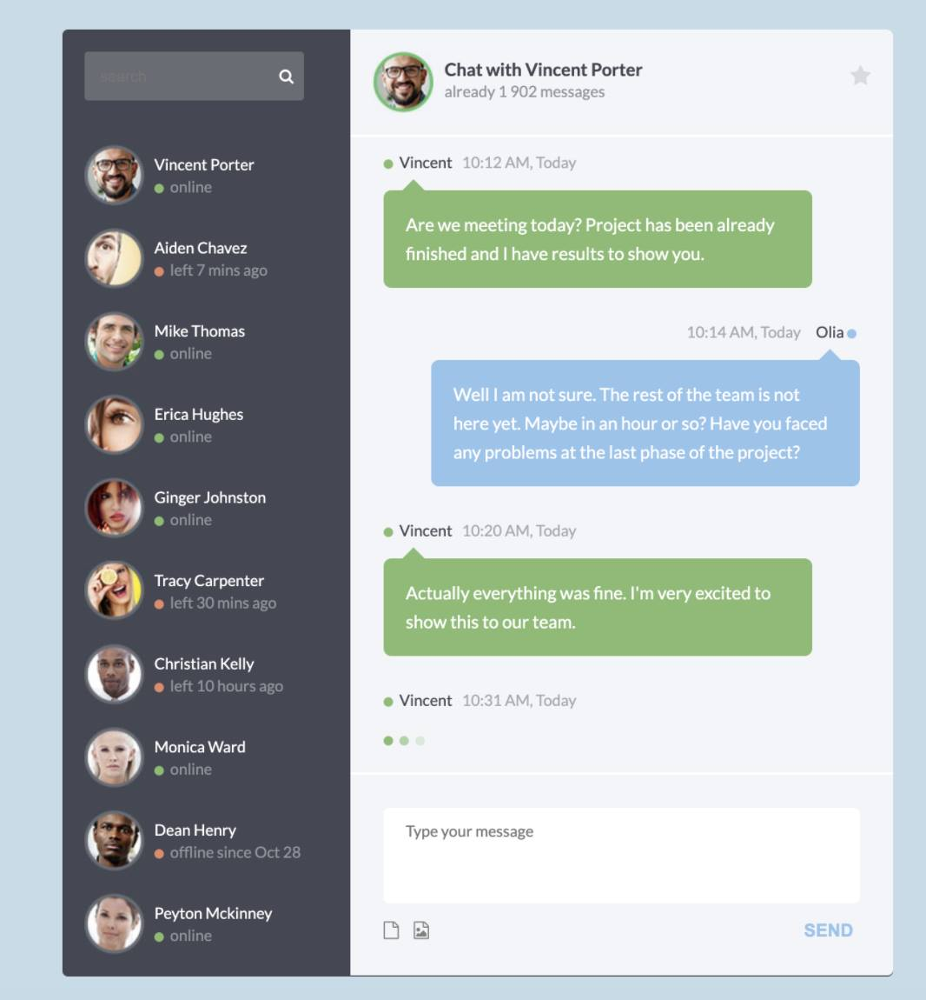 search
Vincent Porter
online
Aiden Chavez
left 7 mins ago
Mike Thomas
online
Erica Hughes
online
Ginger Johnston
online
Tracy Carpenter
left 30 mins ago
Christian Kelly
left 10 hours ago
Monica Ward
online
Dean Henry
offline since Oct 28
Peyton Mckinney
online
Chat with Vincent Porter
already 1 902 messages
Vincent 10:12 AM, Today
Are we meeting today? Project has been already
finished and I have results to show you.
10:14 AM, Today Olia
Well I am not sure. The rest of the team is not
here yet. Maybe in an hour or so? Have you faced
any problems at the last phase of the project?
Vincent 10:20 AM, Today
Actually everything was fine. I'm very excited to
show this to our team.
Vincent 10:31 AM, Today
Type your message
SEND